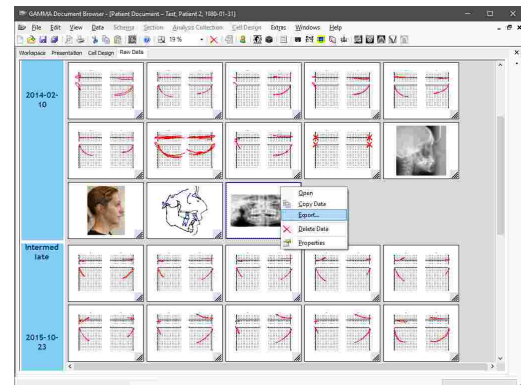 GAMMA Document Browser - [Patient Document - Test, Patient 2, 1980-01-31]
File Edit View Data Schema Section Analysis Collection Cell Design Extras Windows Help
19 %
Workspace Presentation Cell Design Raw Data
2014-02-
10
Open
Copy Data
Export...
Delete Data
Properties
Intermed
iate
2015-10-
23